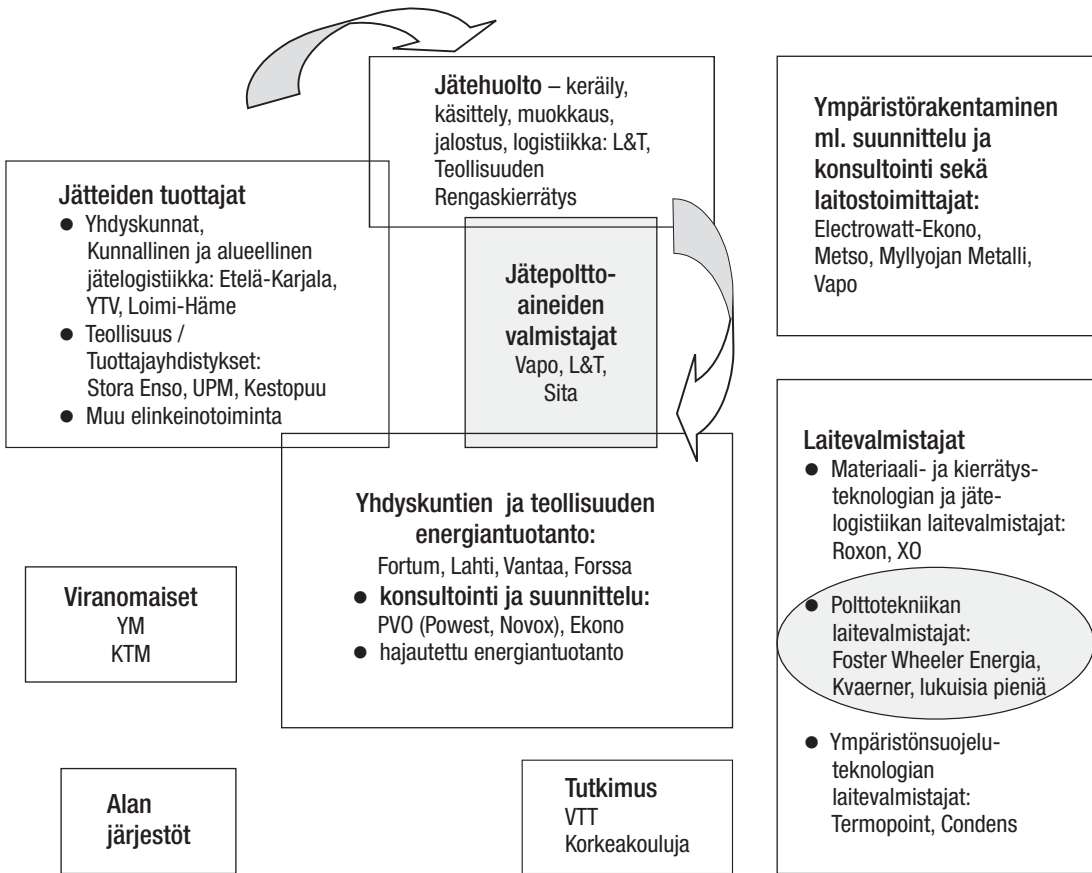 Jätehuolto – keräily,
käsittely, muokkaus,
jalostus, logistiikka: L&T,
Teollisuuden
Rengaskierrätys
Ympäristörakentaminen
ml. suunnittelu ja
konsultointi sekä
laitostoimittajat:
Electrowatt-Ekono,
Metso, Myllyojan Metalli,
Vapo
Jätteiden tuottajat
● Yhdyskunnat,
Kunnallinen ja alueellinen
jätelogistiikka: Etelä-Karjala,
YTV, Loimi-Häme
● Teollisuus /
Tuottajayhdistykset:
Stora Enso, UPM, Kestopuu
● Muu elinkeinotoiminta
Jätepoltto-
aineiden
valmistajat
Vapo, L&T,
Sita
Yhdyskuntien ja teollisuuden
energiantuotanto:
Fortum, Lahti, Vantaa, Forssa
● konsultointi ja suunnittelu:
PVO (Powest, Novox), Ekono
● hajautettu energiantuotanto
Laitevalmistajat
● Materiaali- ja kierrätys-
teknologian ja jäte-
logistiikan laitevalmistajat:
Roxon, XO
● Polttotekniikan
laitevalmistajat:
Foster Wheeler Energia,
Kvaerner, lukuisia pieniä
● Ympäristönsuojelu-
teknologian
laitevalmistajat:
Termopoint, Condens
Viranomaiset
YM
KTM
Alan
järjestöt
Tutkimus
VTT
Korkeakouluja